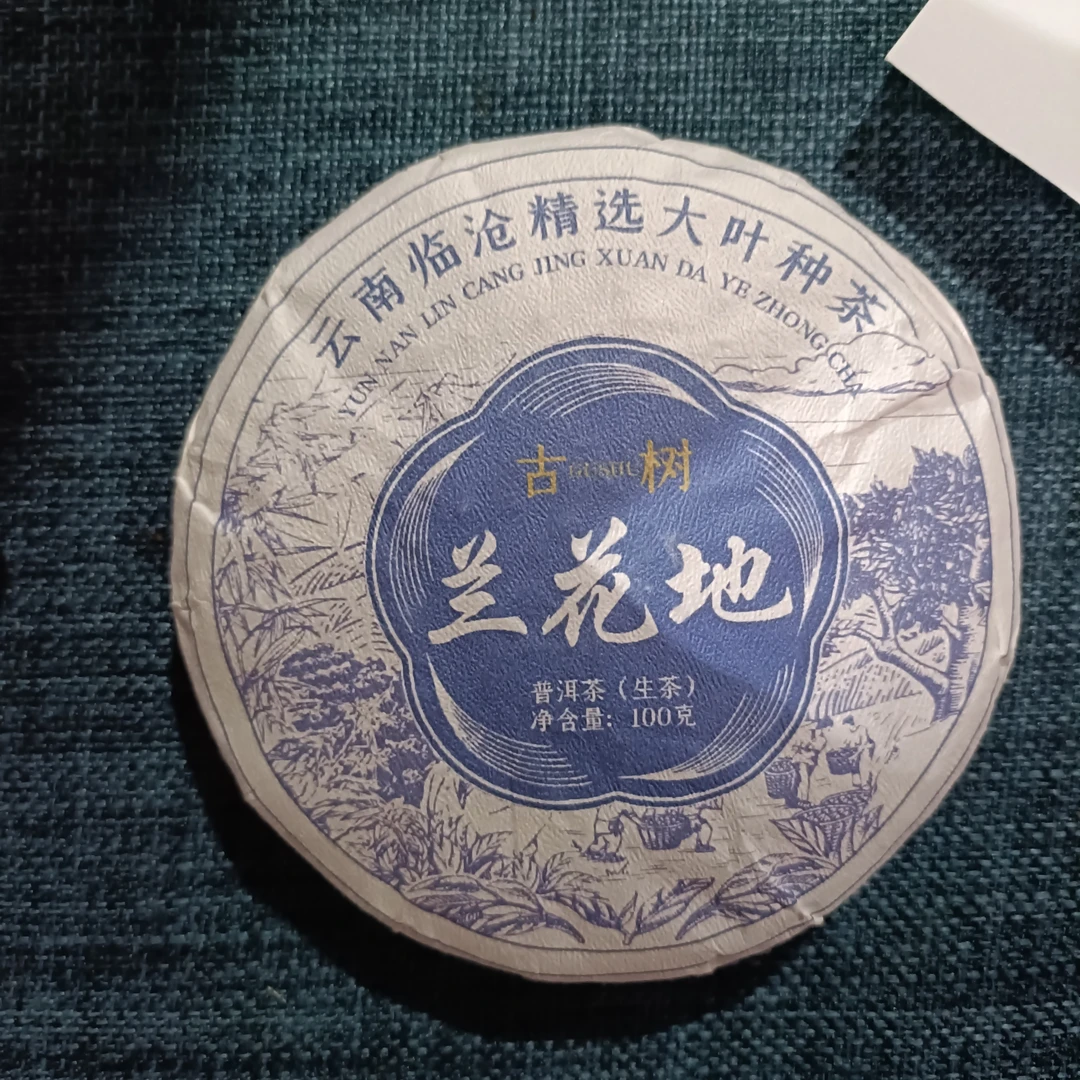 云南临沧精选大叶种茶
YUN NAN LIN CANG JING XUAN DA YE ZHONG CHA
古 GUSHU 树
兰花地
普洱茶（生茶）
净含量：100克